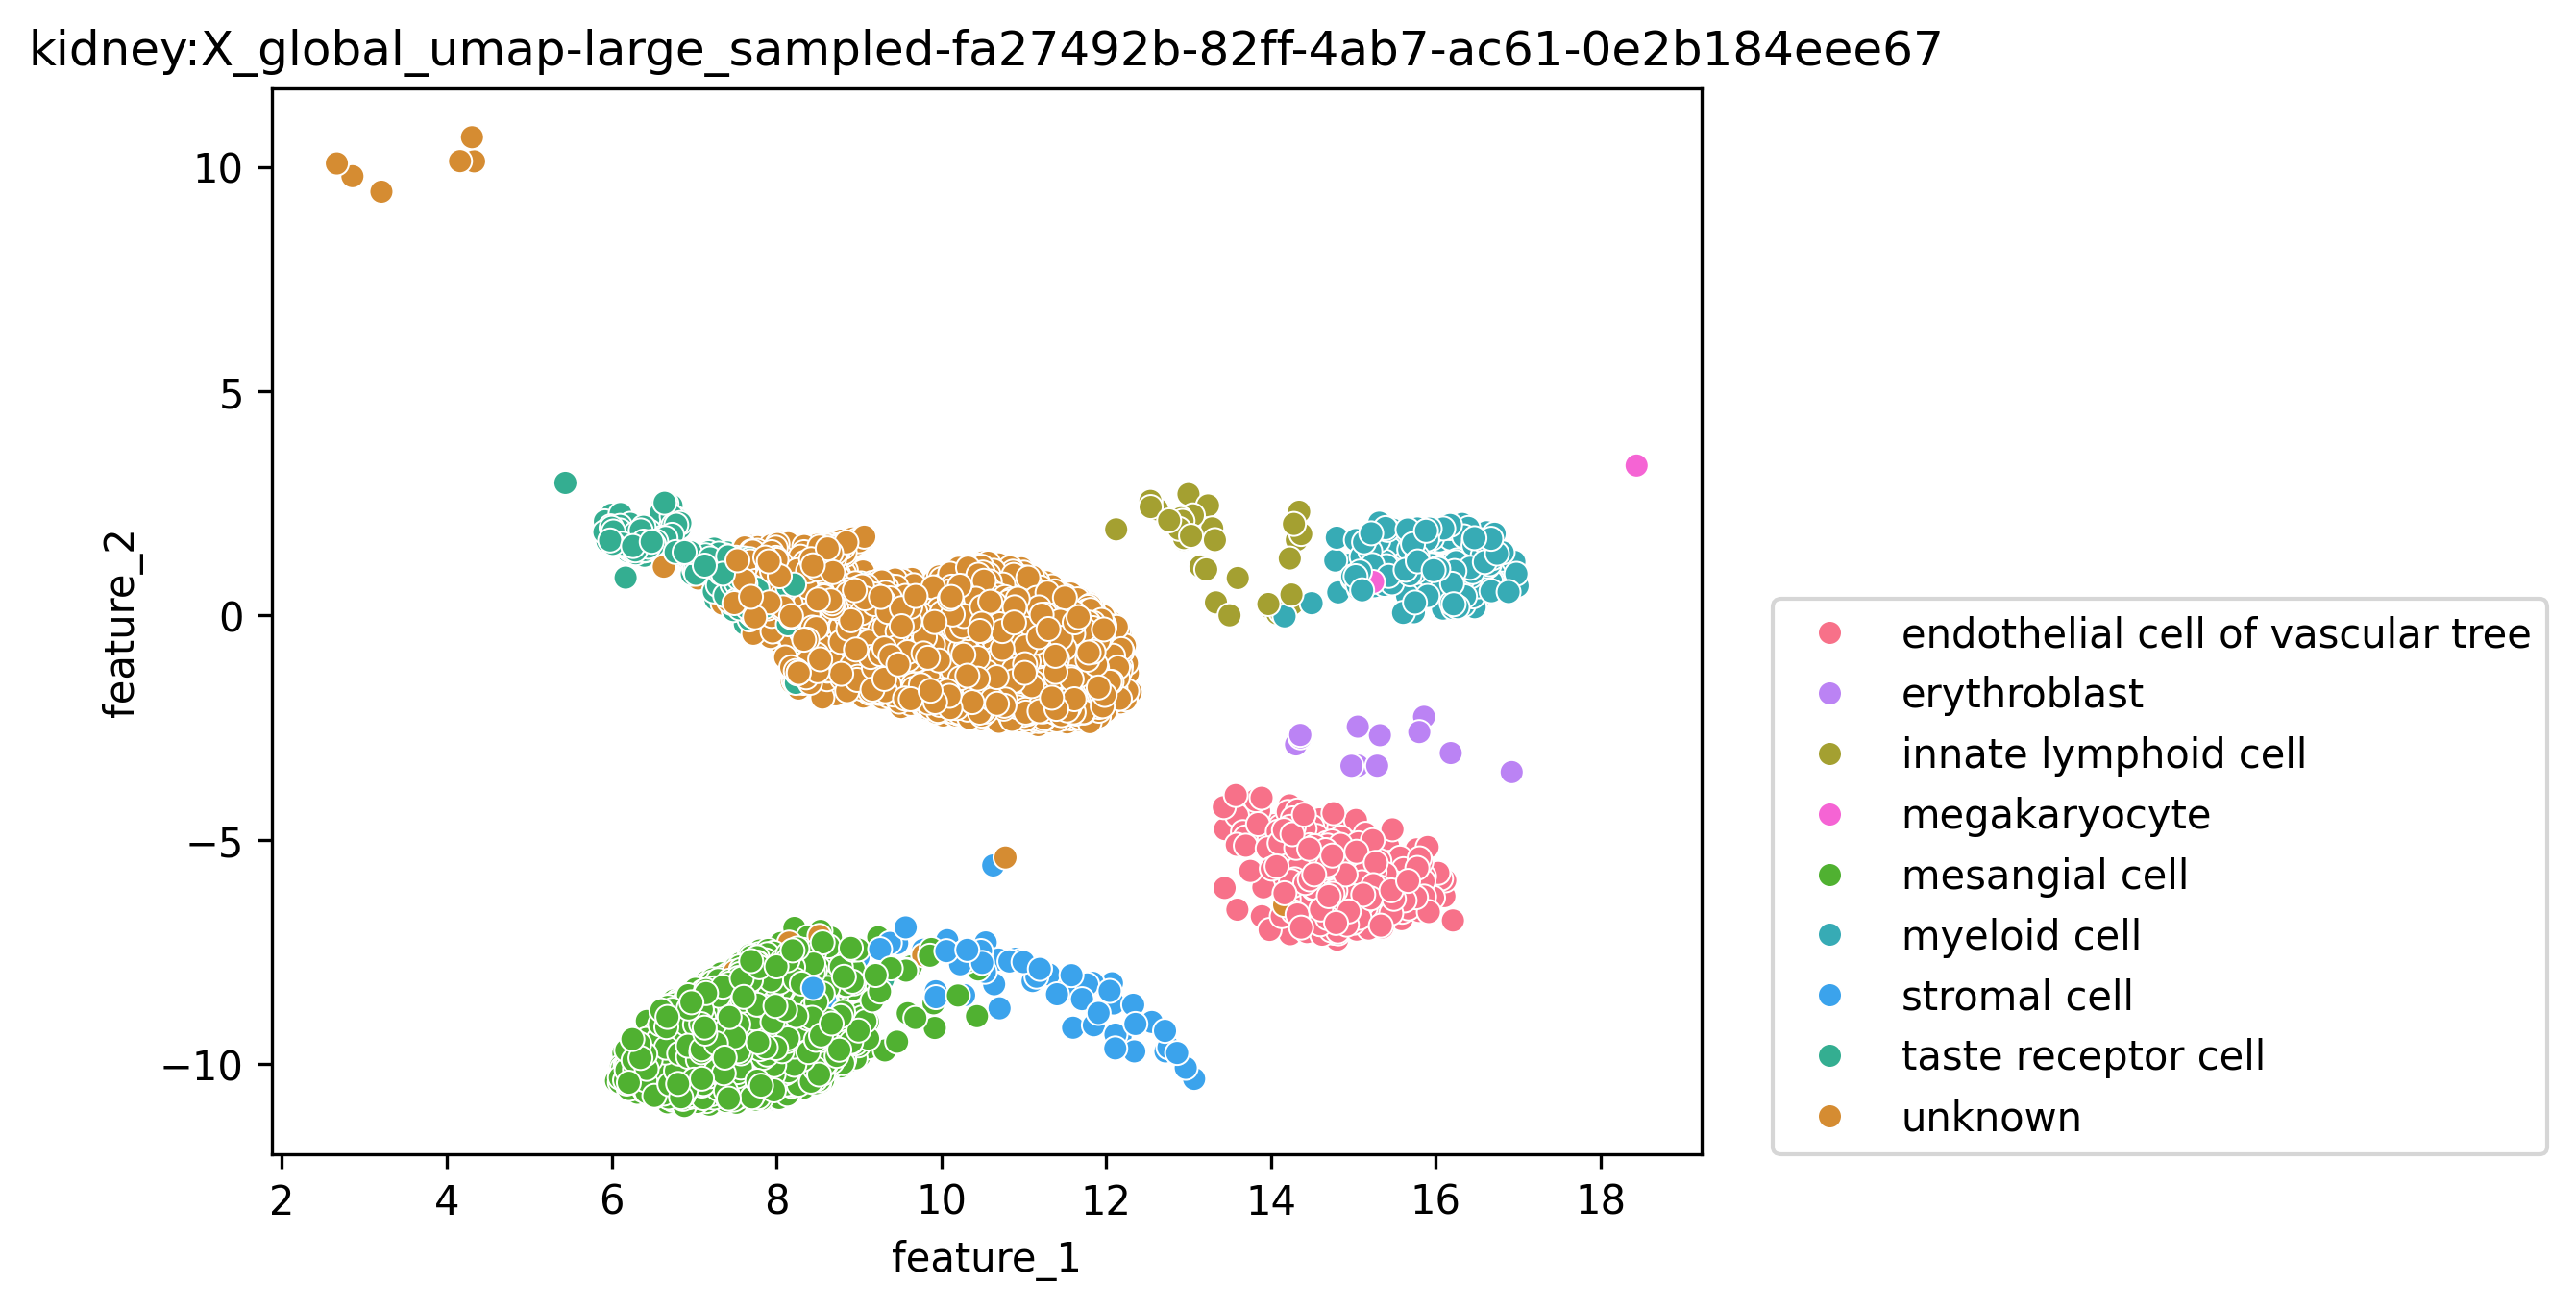 kidney:X_global_umap-large_sampled-fa27492b-82ff-4ab7-ac61-0e2b184eee67
10
5
0
−5
−10
feature_2
2 4 6 8 10 12 14 16 18
feature_1
endothelial cell of vascular tree
erythroblast
innate lymphoid cell
megakaryocyte
mesangial cell
myeloid cell
stromal cell
taste receptor cell
unknown